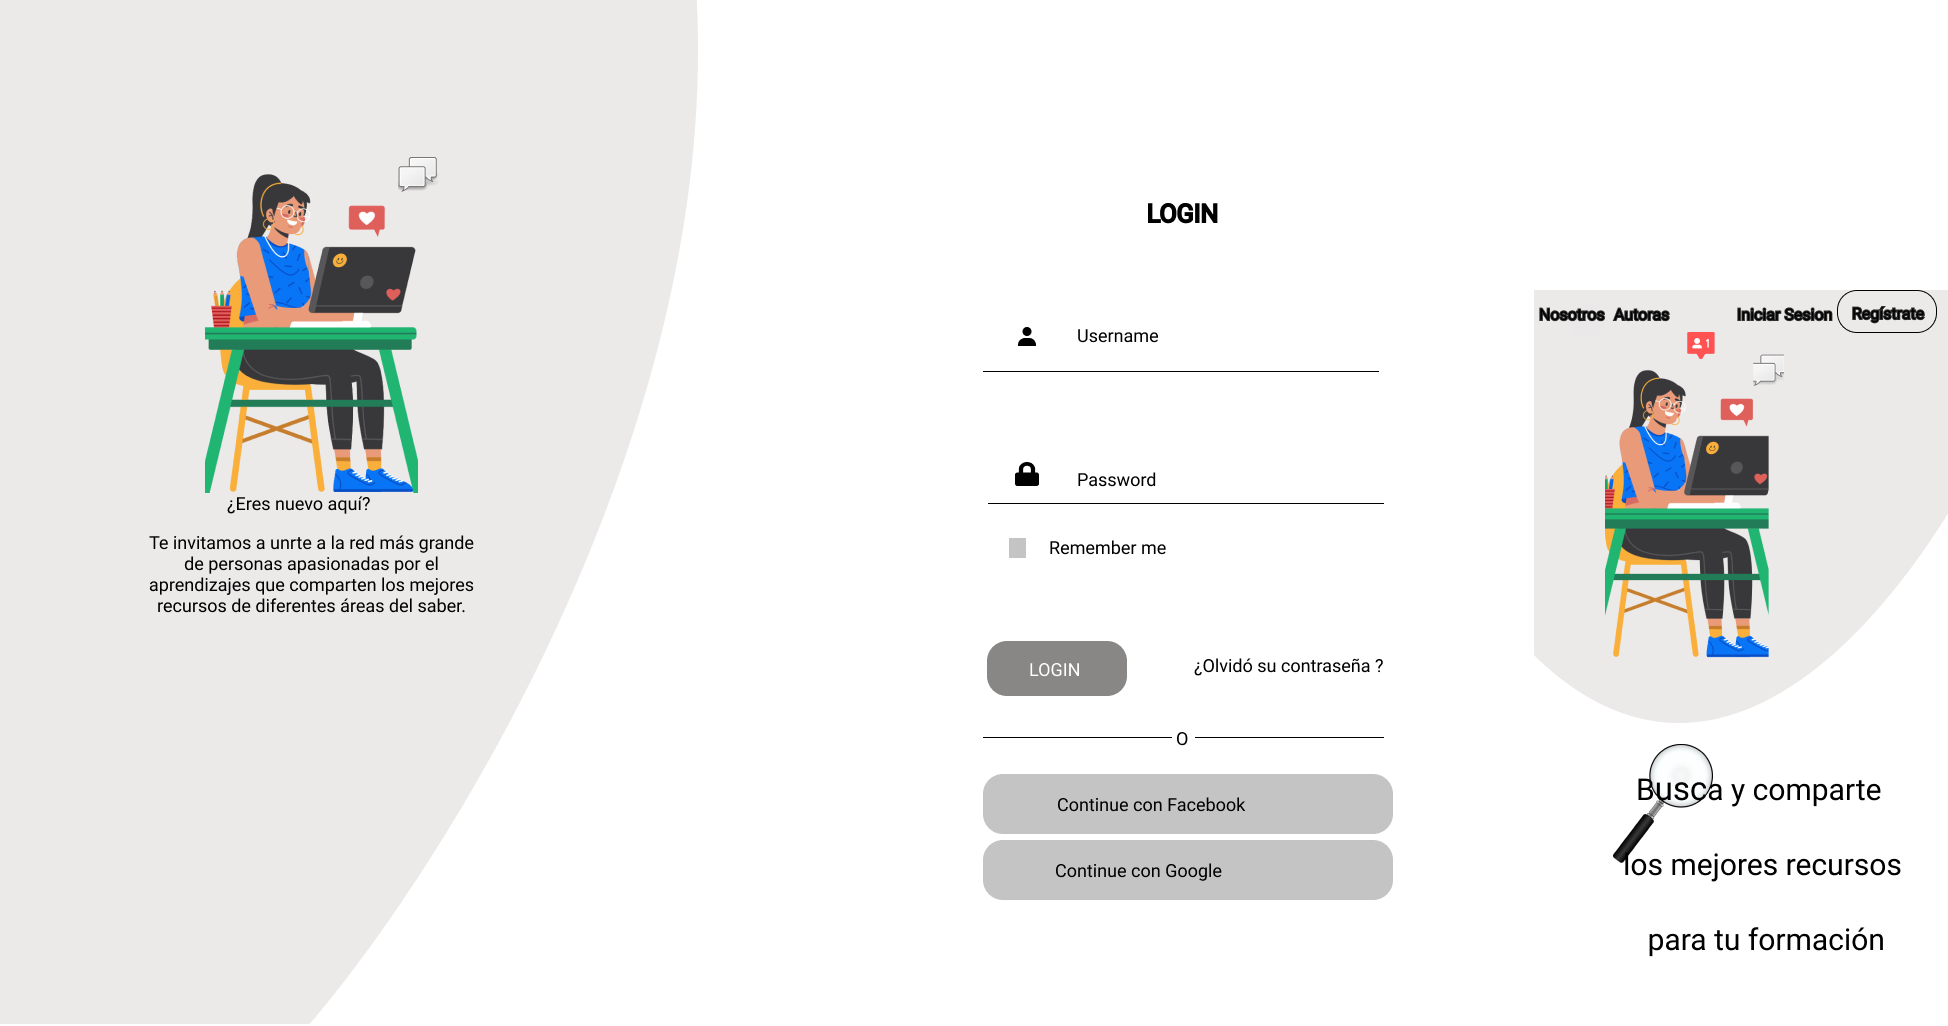 ¿Eres nuevo aquí?
Te invitamos a unrte a la red más grande
de personas apasionadas por el
aprendizajes que comparten los mejores
recursos de diferentes áreas del saber.
LOGIN
Username
Password
Remember me
LOGIN
¿Olvidó su contraseña ?
O
Continue con Facebook
Continue con Google
Nosotros Autoras Iniciar Sesion Regístrate
1
Busca y comparte
los mejores recursos
para tu formación